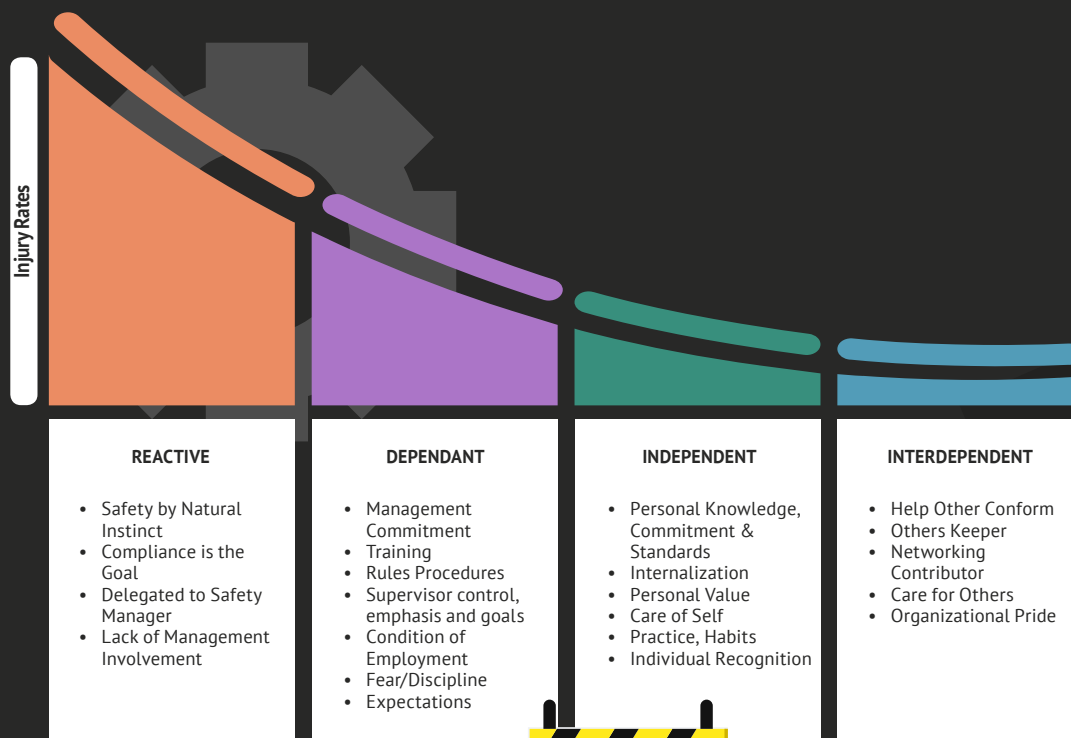 Injury Rates
REACTIVE
• Safety by Natural
Instinct
• Compliance is the
Goal
• Delegated to Safety
Manager
• Lack of Management
Involvement
DEPENDANT
• Management
Commitment
• Training
• Rules Procedures
• Supervisor control,
emphasis and goals
• Condition of
Employment
• Fear/Discipline
• Expectations
INDEPENDENT
• Personal Knowledge,
Commitment &
Standards
• Internalization
• Personal Value
• Care of Self
• Practice, Habits
• Individual Recognition
INTERDEPENDENT
• Help Other Conform
• Others Keeper
• Networking
Contributor
• Care for Others
• Organizational Pride